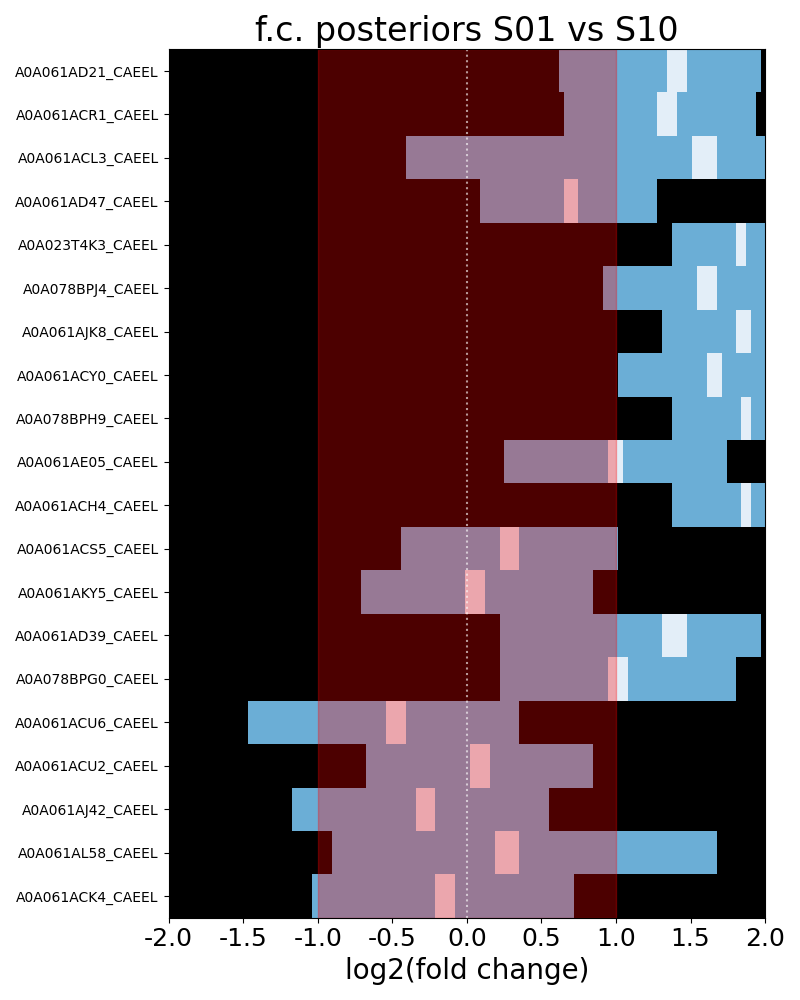 f.c. posteriors S01 vs S10
A0A061AD21_CAEEL
A0A061ACR1_CAEEL
A0A061ACL3_CAEEL
A0A061AD47_CAEEL
A0A023T4K3_CAEEL
A0A078BPJ4_CAEEL
A0A061AJK8_CAEEL
A0A061ACY0_CAEEL
A0A078BPH9_CAEEL
A0A061AE05_CAEEL
A0A061ACH4_CAEEL
A0A061ACS5_CAEEL
A0A061AKY5_CAEEL
A0A061AD39_CAEEL
A0A078BPG0_CAEEL
A0A061ACU6_CAEEL
A0A061ACU2_CAEEL
A0A061AJ42_CAEEL
A0A061AL58_CAEEL
A0A061ACK4_CAEEL
-2.0 -1.5 -1.0 -0.5 0.0 0.5 1.0 1.5 2.0
log2(fold change)